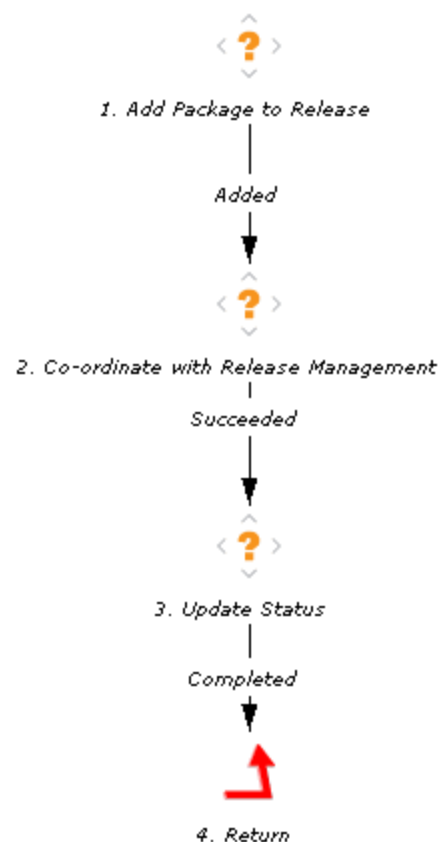 ?
1. Add Package to Release
Added
?
2. Co-ordinate with Release Management
Succeeded
?
3. Update Status
Completed
4. Return